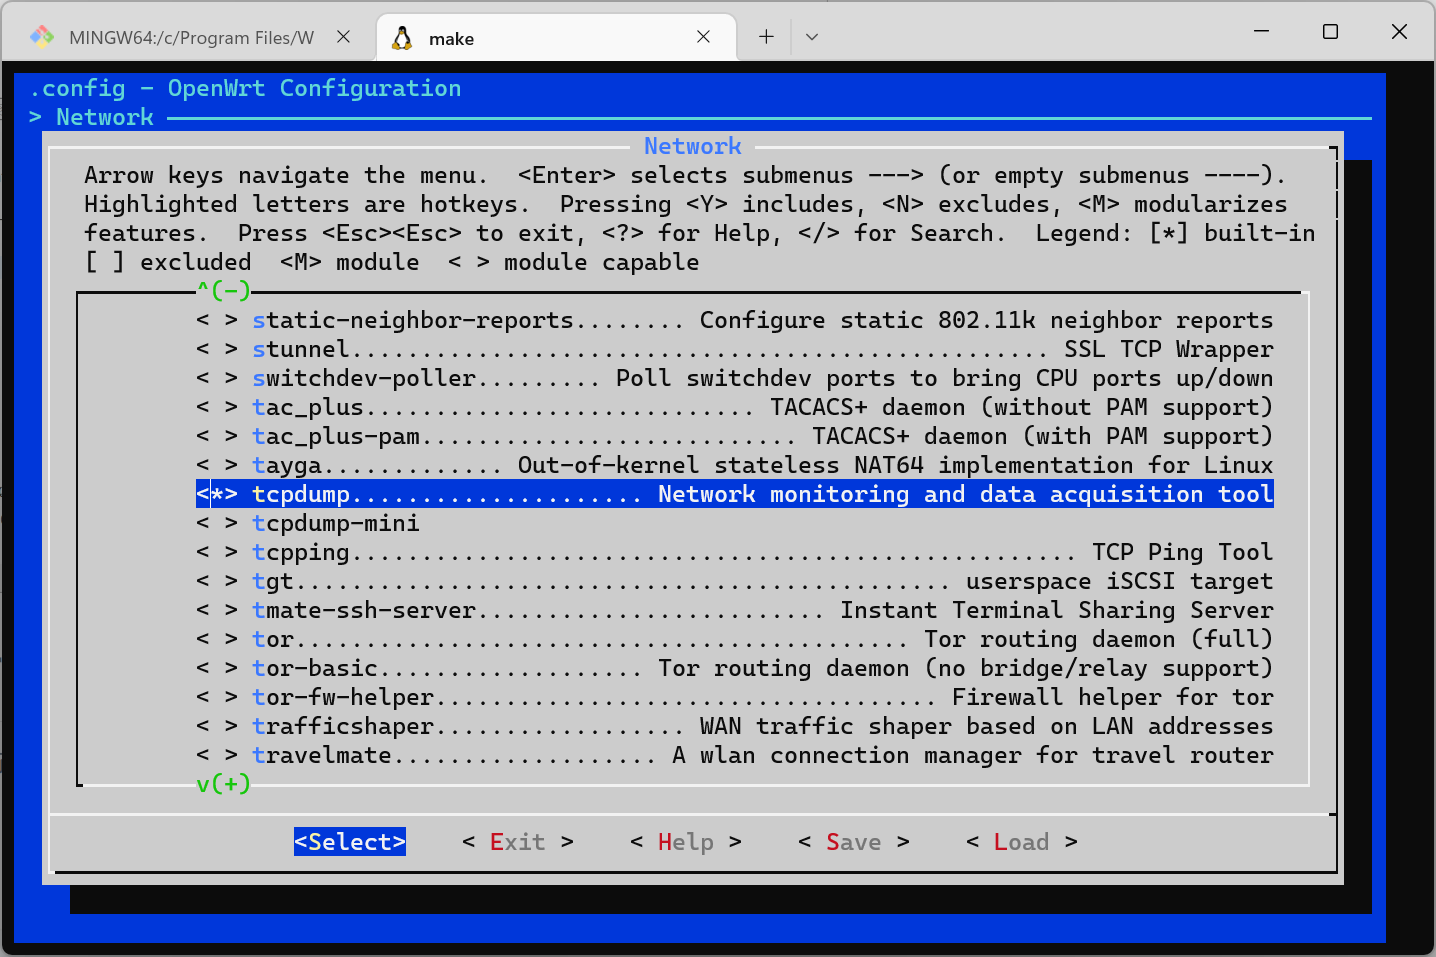 MINGW64:/c/Program Files/W
make
.config - OpenWrt Configuration
> Network
Network
Arrow keys navigate the menu.  <Enter> selects submenus ---> (or empty submenus ----).
Highlighted letters are hotkeys.  Pressing <Y> includes, <N> excludes, <M> modularizes
features.  Press <Esc><Esc> to exit, <?> for Help, </> for Search.  Legend: [*] built-in
[ ] excluded  <M> module  < > module capable
^(-)
< > static-neighbor-reports........ Configure static 802.11k neighbor reports
< > stunnel.................................................. SSL TCP Wrapper
< > switchdev-poller......... Poll switchdev ports to bring CPU ports up/down
< > tac_plus............................ TACACS+ daemon (without PAM support)
< > tac_plus-pam........................... TACACS+ daemon (with PAM support)
< > tayga............. Out-of-kernel stateless NAT64 implementation for Linux
<*> tcpdump..................... Network monitoring and data acquisition tool
< > tcpdump-mini
< > tcpping.................................................... TCP Ping Tool
< > tgt............................................... userspace iSCSI target
< > tmate-ssh-server......................... Instant Terminal Sharing Server
< > tor............................................ Tor routing daemon (full)
< > tor-basic................... Tor routing daemon (no bridge/relay support)
< > tor-fw-helper.................................... Firewall helper for tor
< > trafficshaper.................. WAN traffic shaper based on LAN addresses
< > travelmate................... A wlan connection manager for travel router
v(+)
<Select>    < Exit >    < Help >    < Save >    < Load >